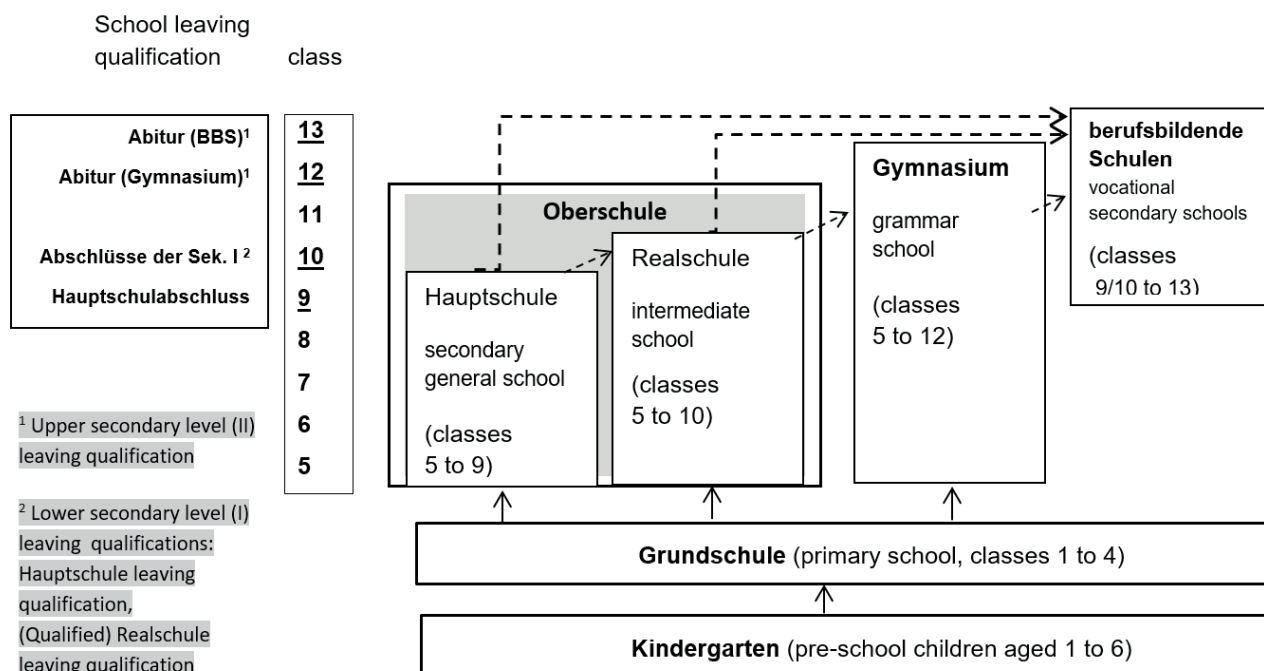 School leaving
qualification
class
Abitur (BBS)¹
Abitur (Gymnasium)¹
Abschlüsse der Sek. I ²
Hauptschulabschluss
13
12
11
10
9
8
7
6
5
¹ Upper secondary level (II)
leaving qualification
² Lower secondary level (I)
leaving qualifications:
Hauptschule leaving
qualification,
(Qualified) Realschule
leaving qualification
Oberschule
Hauptschule
secondary
general school
(classes
5 to 9)
Realschule
intermediate
school
(classes
5 to 10)
Gymnasium
grammar
school
(classes
5 to 12)
berufsbildende
Schulen
vocational
secondary schools
(classes
9/10 to 13)
Grundschule (primary school, classes 1 to 4)
Kindergarten (pre-school children aged 1 to 6)